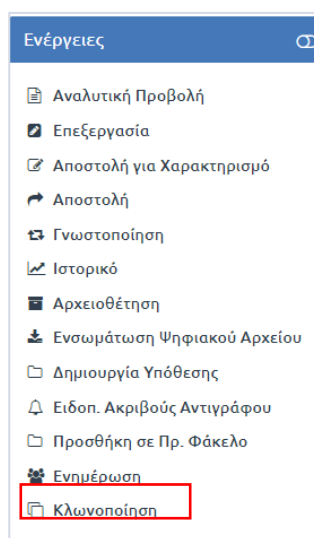 Ενέργειες
Αναλυτική Προβολή
Επεξεργασία
Αποστολή για Χαρακτηρισμό
Αποστολή
Γνωστοποίηση
Ιστορικό
Αρχειοθέτηση
Ενσωμάτωση Ψηφιακού Αρχείου
Δημιουργία Υπόθεσης
Ειδοπ. Ακριβούς Αντιγράφου
Προσθήκη σε Πρ. Φάκελο
Ενημέρωση
Κλωνοποίηση